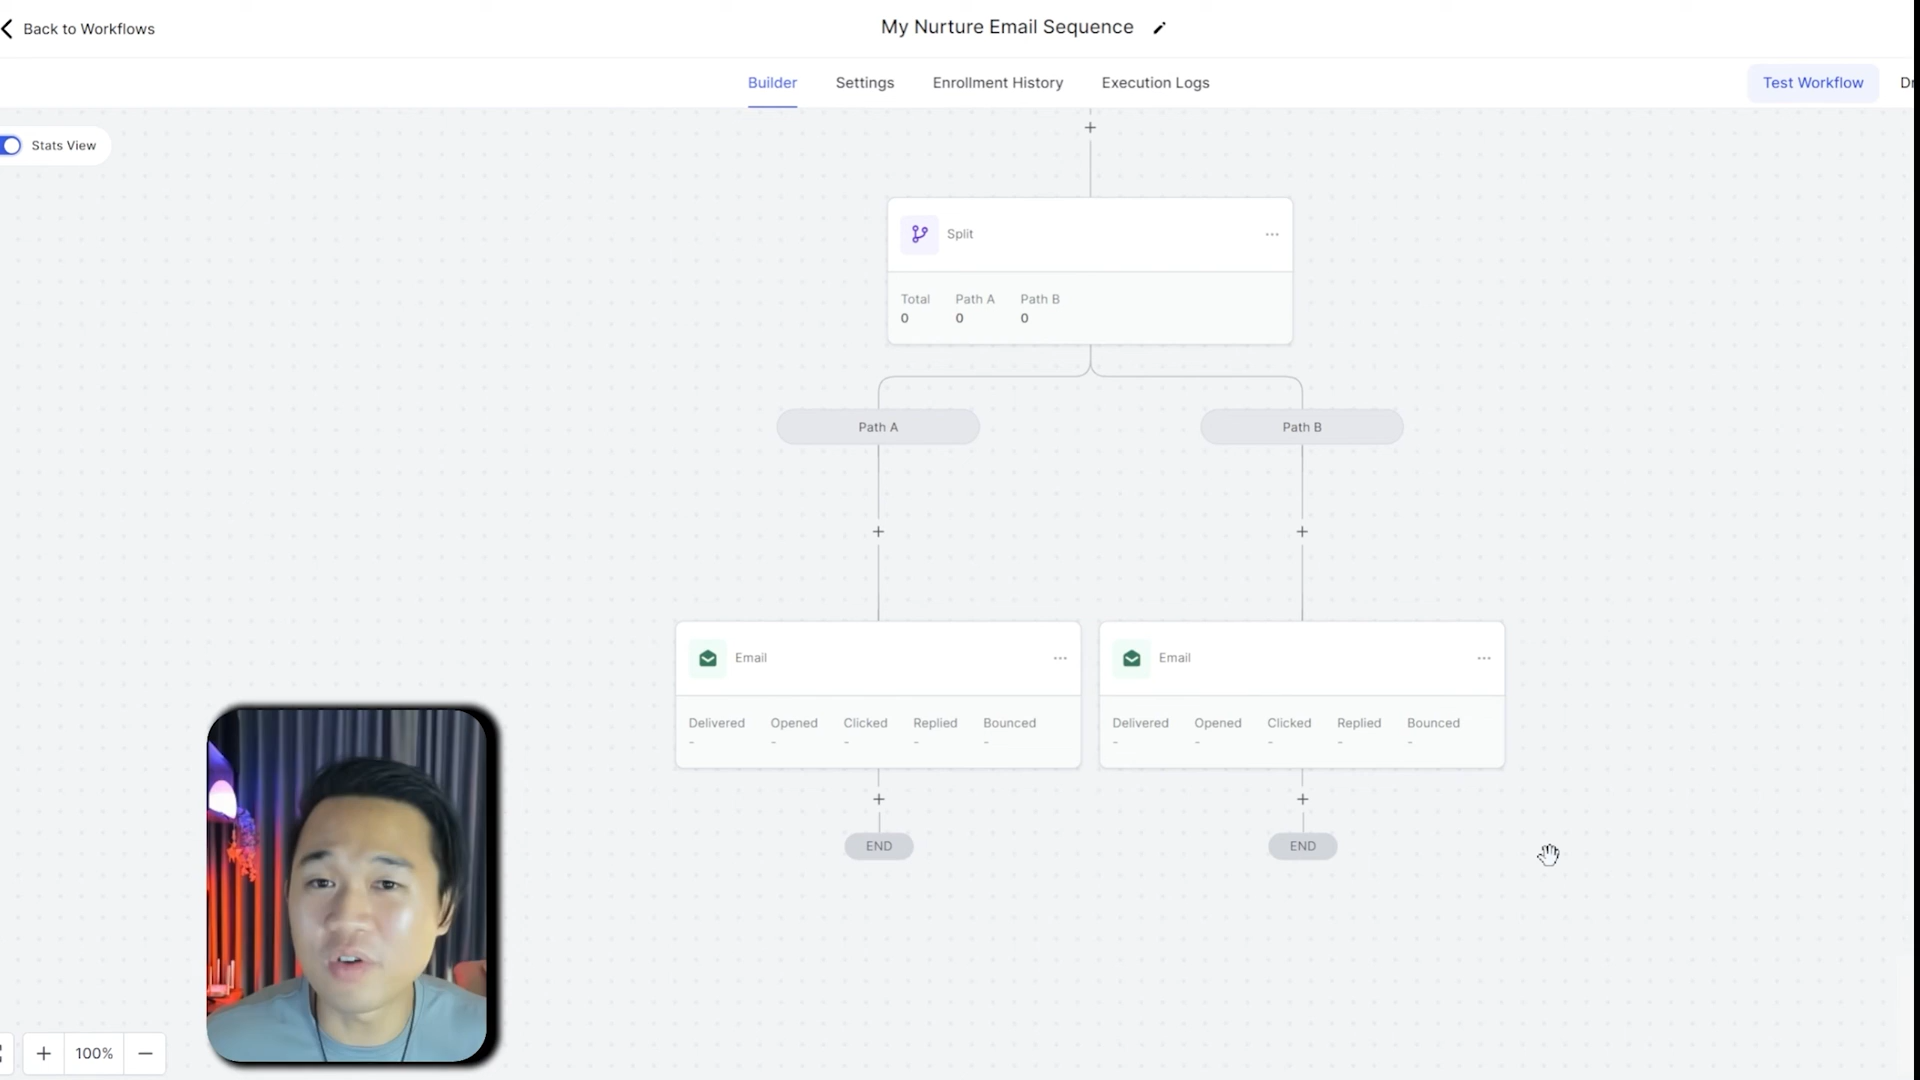 Back to Workflows
My Nurture Email Sequence
Builder Settings Enrollment History Execution Logs
Test Workflow
Dr
Stats View
Split
Total Path A Path B
0 0 0
Path A Path B
Email
Delivered Opened Clicked Replied Bounced
- - - - -
Email
Delivered Opened Clicked Replied Bounced
- - - - -
END END
100%